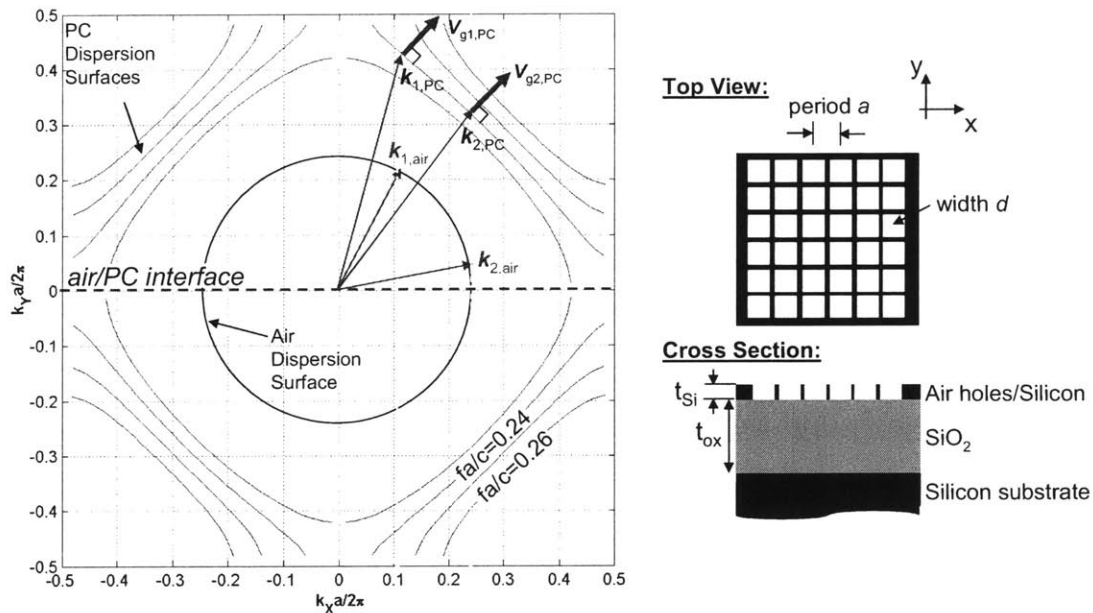 PC
Dispersion
Surfaces
V_g1,PC
k_1,PC
V_g2,PC
k_2,PC
k_1,air
k_2,air
air/PC interface
Air
Dispersion
Surface
fa/c=0.24
fa/c=0.26
k_Y a/2π
0.5
0.4
0.3
0.2
0.1
0
-0.1
-0.2
-0.3
-0.4
-0.5
-0.5 -0.4 -0.3 -0.2 -0.1 0 0.1 0.2 0.3 0.4 0.5
k_X a/2π
Top View:
y
x
period a
width d
Cross Section:
t_Si
Air holes/Silicon
t_ox
SiO₂
Silicon substrate